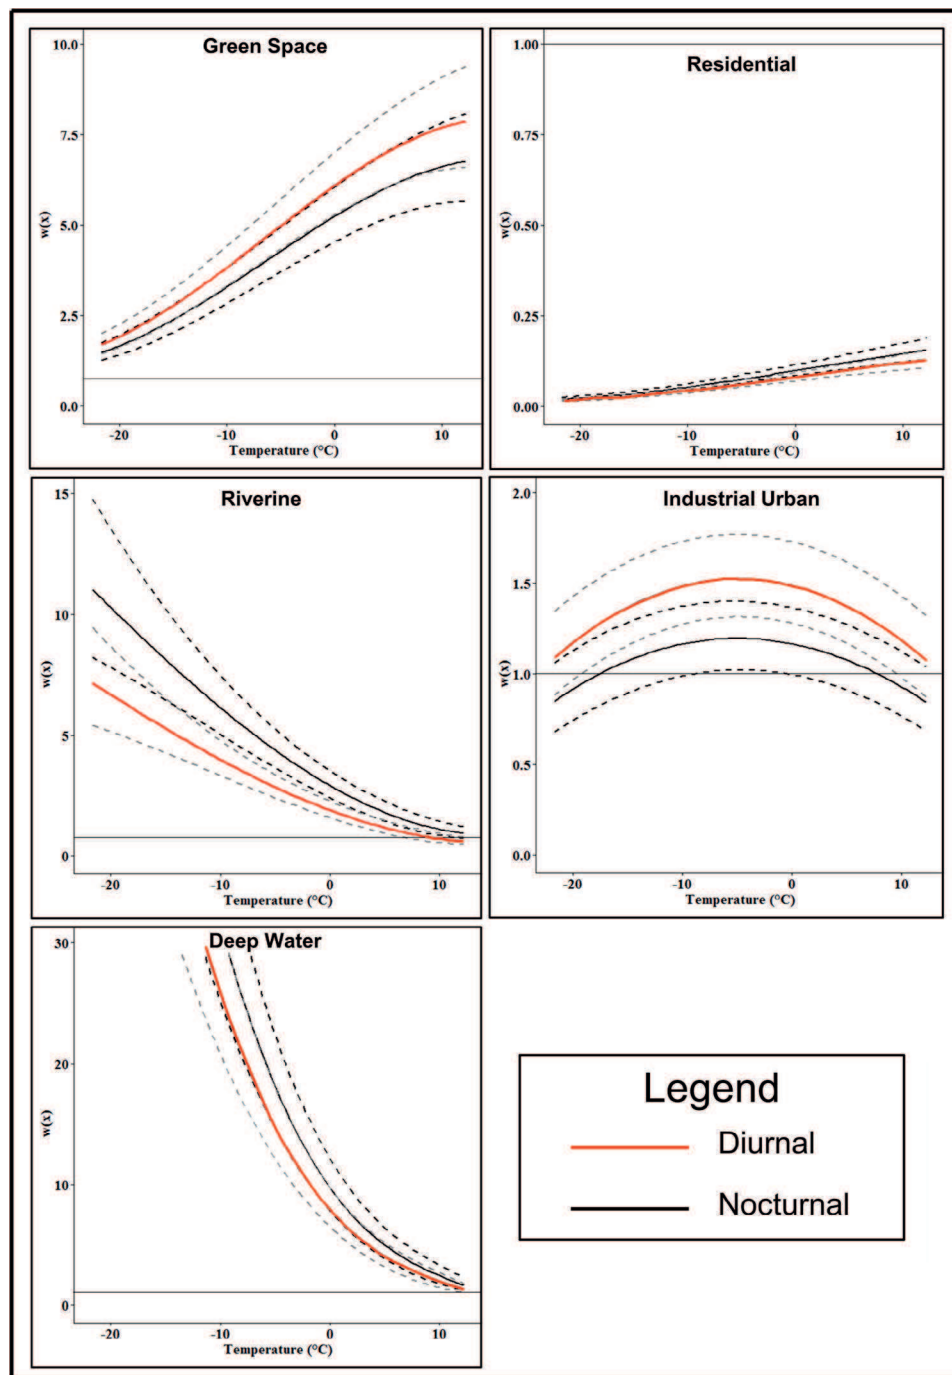 Green Space
10.0
7.5
5.0
2.5
0.0
w(x)
-20 -10 0 10
Temperature (°C)
Residential
1.00
0.75
0.50
0.25
0.00
w(x)
-20 -10 0 10
Temperature (°C)
Riverine
15
10
5
0
w(x)
-20 -10 0 10
Temperature (°C)
Industrial Urban
2.0
1.5
1.0
0.5
0.0
w(x)
-20 -10 0 10
Temperature (°C)
Deep Water
30
20
10
0
w(x)
-20 -10 0 10
Temperature (°C)
Legend
Diurnal
Nocturnal